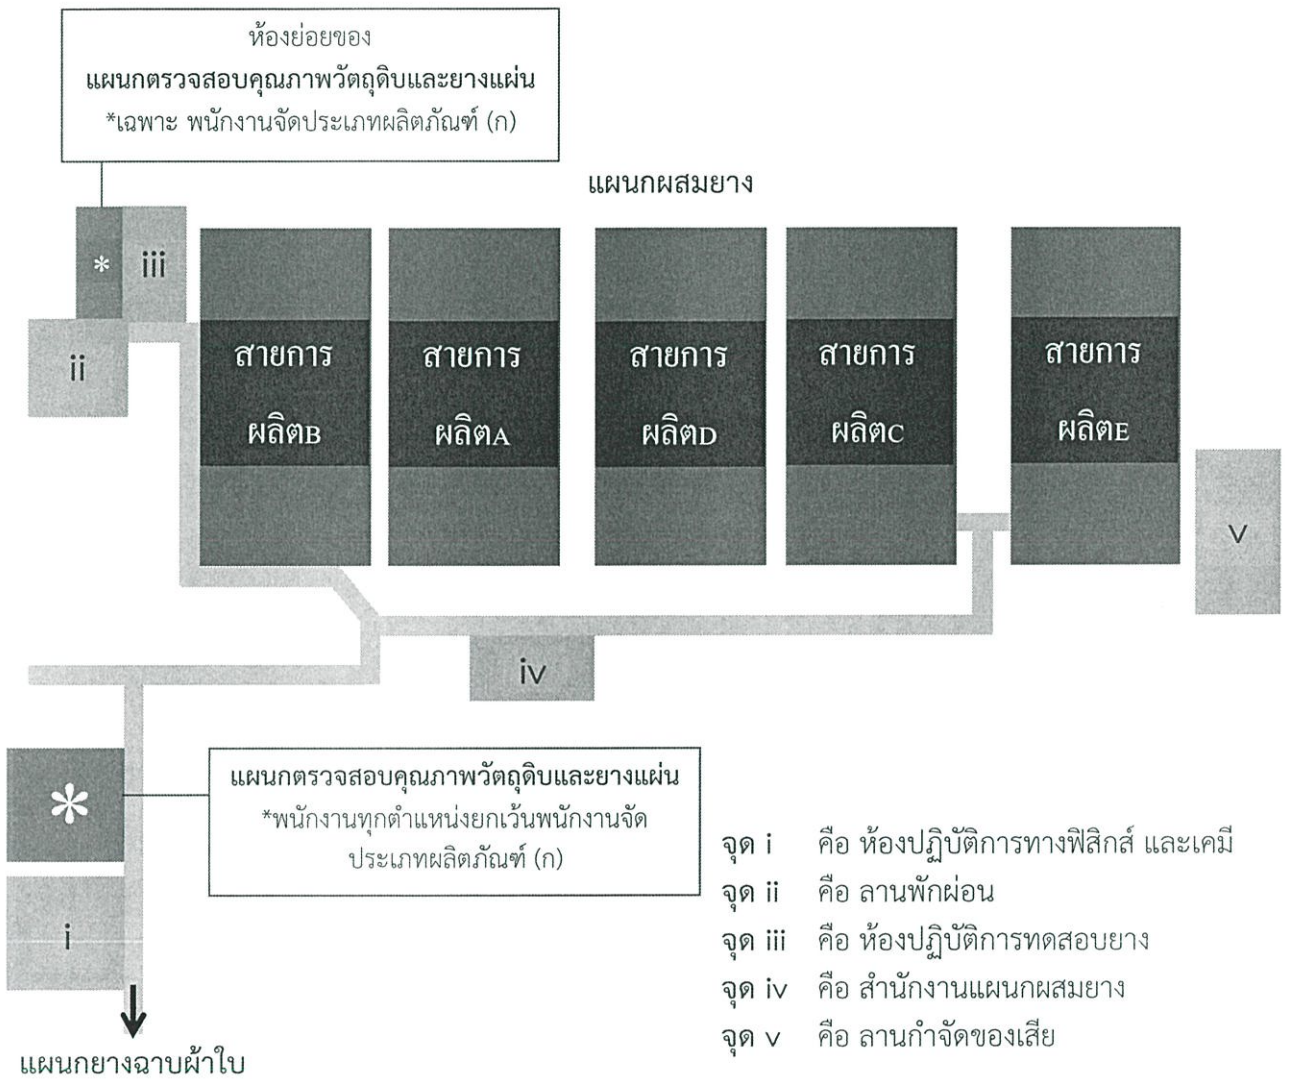 ห้องย่อยของ
แผนกตรวจสอบคุณภาพวัตถุดิบและยางแผ่น
*เฉพาะ พนักงานจัดประเภทผลิตภัณฑ์ (ก)
แผนกผสมยาง
*
iii
ii
สายการ
ผลิตB
สายการ
ผลิตA
สายการ
ผลิตD
สายการ
ผลิตC
สายการ
ผลิตE
v
iv
*
แผนกตรวจสอบคุณภาพวัตถุดิบและยางแผ่น
*พนักงานทุกตำแหน่งยกเว้นพนักงานจัด
ประเภทผลิตภัณฑ์ (ก)
i
แผนกยางฉาบผ้าใบ
จุด i คือ ห้องปฏิบัติการทางฟิสิกส์ และเคมี
จุด ii คือ ลานพักผ่อน
จุด iii คือ ห้องปฏิบัติการทดสอบยาง
จุด iv คือ สำนักงานแผนกผสมยาง
จุด v คือ ลานกำจัดของเสีย